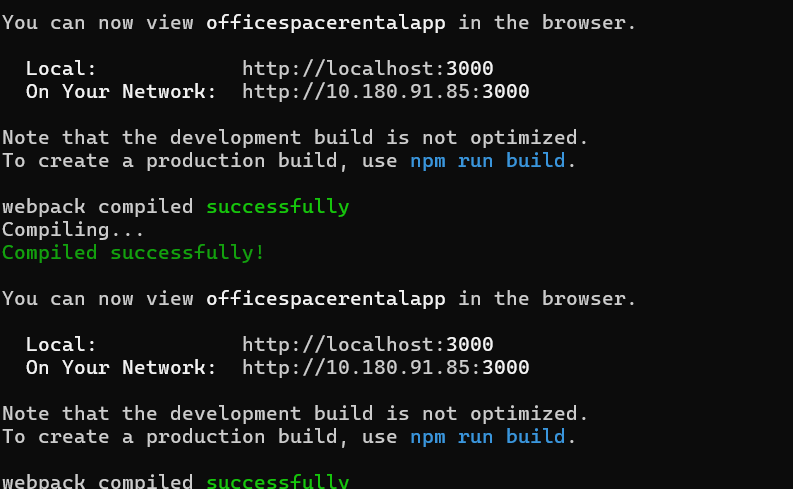 You can now view officespacerentalapp in the browser.
Local: http://localhost:3000
On Your Network: http://10.180.91.85:3000
Note that the development build is not optimized.
To create a production build, use npm run build.
webpack compiled successfully
Compiling...
Compiled successfully!
You can now view officespacerentalapp in the browser.
Local: http://localhost:3000
On Your Network: http://10.180.91.85:3000
Note that the development build is not optimized.
To create a production build, use npm run build.
webpack compiled successfully